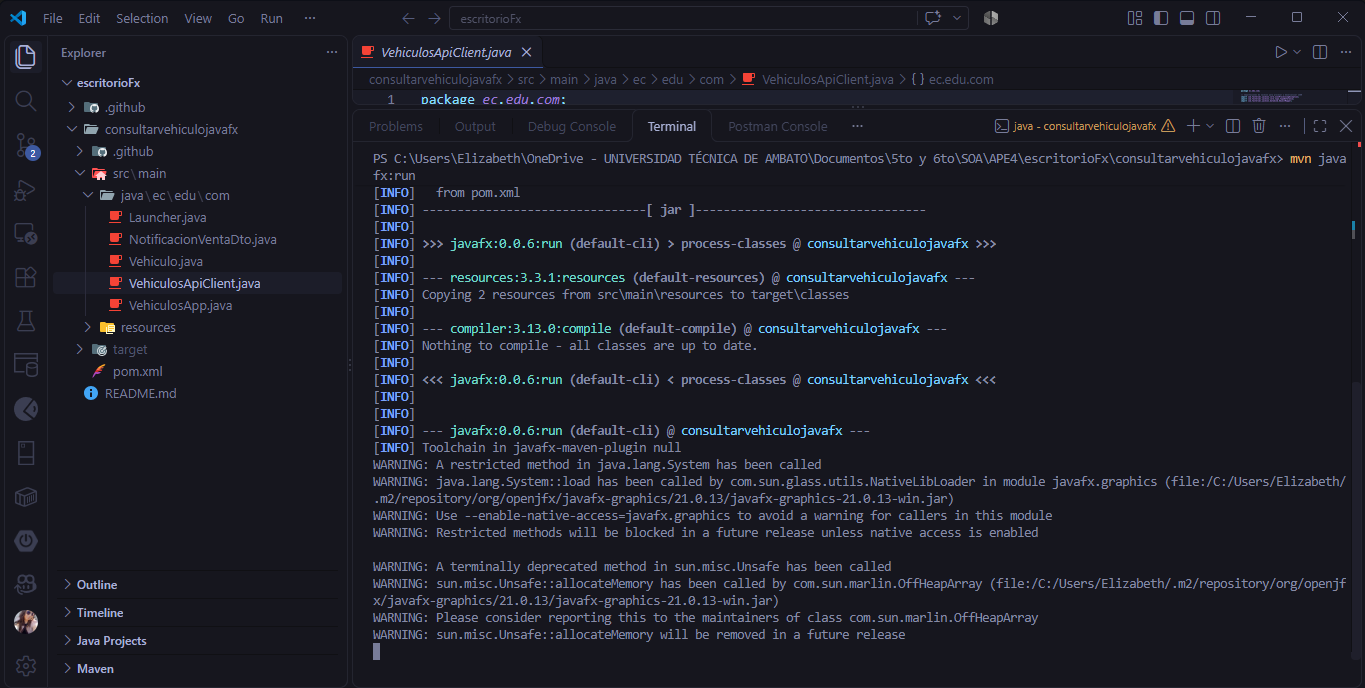 File Edit Selection View Go Run ···
escritorioFx
Explorer ···
escritorioFx
.github
consultarvehiculojavafx
.github
src\main
java\ec\edu\com
Launcher.java
NotificacionVentaDto.java
Vehiculo.java
VehiculosApiClient.java
VehiculosApp.java
resources
target
pom.xml
README.md
2
Outline
Timeline
Java Projects
Maven
VehiculosApiClient.java
consultarvehiculojavafx > src > main > java > ec > edu > com > VehiculosApiClient.java > {} ec.edu.com
1 package ec.edu.com;
Problems Output Debug Console Terminal Postman Console ···
java - consultarvehiculojavafx
PS C:\Users\Elizabeth\OneDrive - UNIVERSIDAD TÉCNICA DE AMBATO\Documentos\5to y 6to\SOA\APE4\escritorioFx\consultarvehiculojavafx> mvn java
fx:run
[INFO]   from pom.xml
[INFO] --------------------------------[ jar ]---------------------------------
[INFO]
[INFO] >>> javafx:0.0.6:run (default-cli) > process-classes @ consultarvehiculojavafx >>>
[INFO]
[INFO] --- resources:3.3.1:resources (default-resources) @ consultarvehiculojavafx ---
[INFO] Copying 2 resources from src\main\resources to target\classes
[INFO]
[INFO] --- compiler:3.13.0:compile (default-compile) @ consultarvehiculojavafx ---
[INFO] Nothing to compile - all classes are up to date.
[INFO]
[INFO] <<< javafx:0.0.6:run (default-cli) < process-classes @ consultarvehiculojavafx <<<
[INFO]
[INFO]
[INFO] --- javafx:0.0.6:run (default-cli) @ consultarvehiculojavafx ---
[INFO] Toolchain in javafx-maven-plugin null
WARNING: A restricted method in java.lang.System has been called
WARNING: java.lang.System::load has been called by com.sun.glass.utils.NativeLibLoader in module javafx.graphics (file:/C:/Users/Elizabeth/
.m2/repository/org/openjfx/javafx-graphics/21.0.13/javafx-graphics-21.0.13-win.jar)
WARNING: Use --enable-native-access=javafx.graphics to avoid a warning for callers in this module
WARNING: Restricted methods will be blocked in a future release unless native access is enabled
WARNING: A terminally deprecated method in sun.misc.Unsafe has been called
WARNING: sun.misc.Unsafe::allocateMemory has been called by com.sun.marlin.OffHeapArray (file:/C:/Users/Elizabeth/.m2/repository/org/openjf
x/javafx-graphics/21.0.13/javafx-graphics-21.0.13-win.jar)
WARNING: Please consider reporting this to the maintainers of class com.sun.marlin.OffHeapArray
WARNING: sun.misc.Unsafe::allocateMemory will be removed in a future release